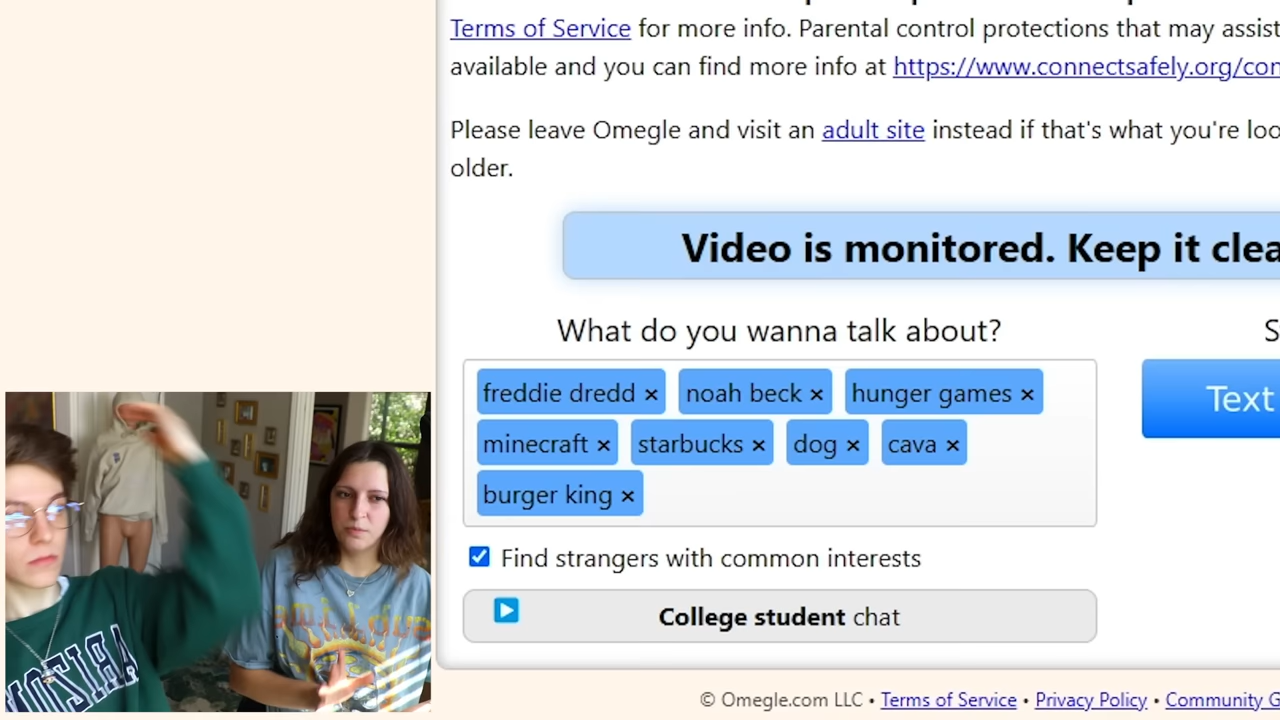 Terms of Service for more info. Parental control protections that may assist
available and you can find more info at https://www.connectsafely.org/con
Please leave Omegle and visit an adult site instead if that's what you're loo
older.
Video is monitored. Keep it clea
What do you wanna talk about?
S
freddie dredd × noah beck × hunger games ×
Text
minecraft × starbucks × dog × cava ×
burger king ×
Find strangers with common interests
College student chat
© Omegle.com LLC • Terms of Service • Privacy Policy • Community G